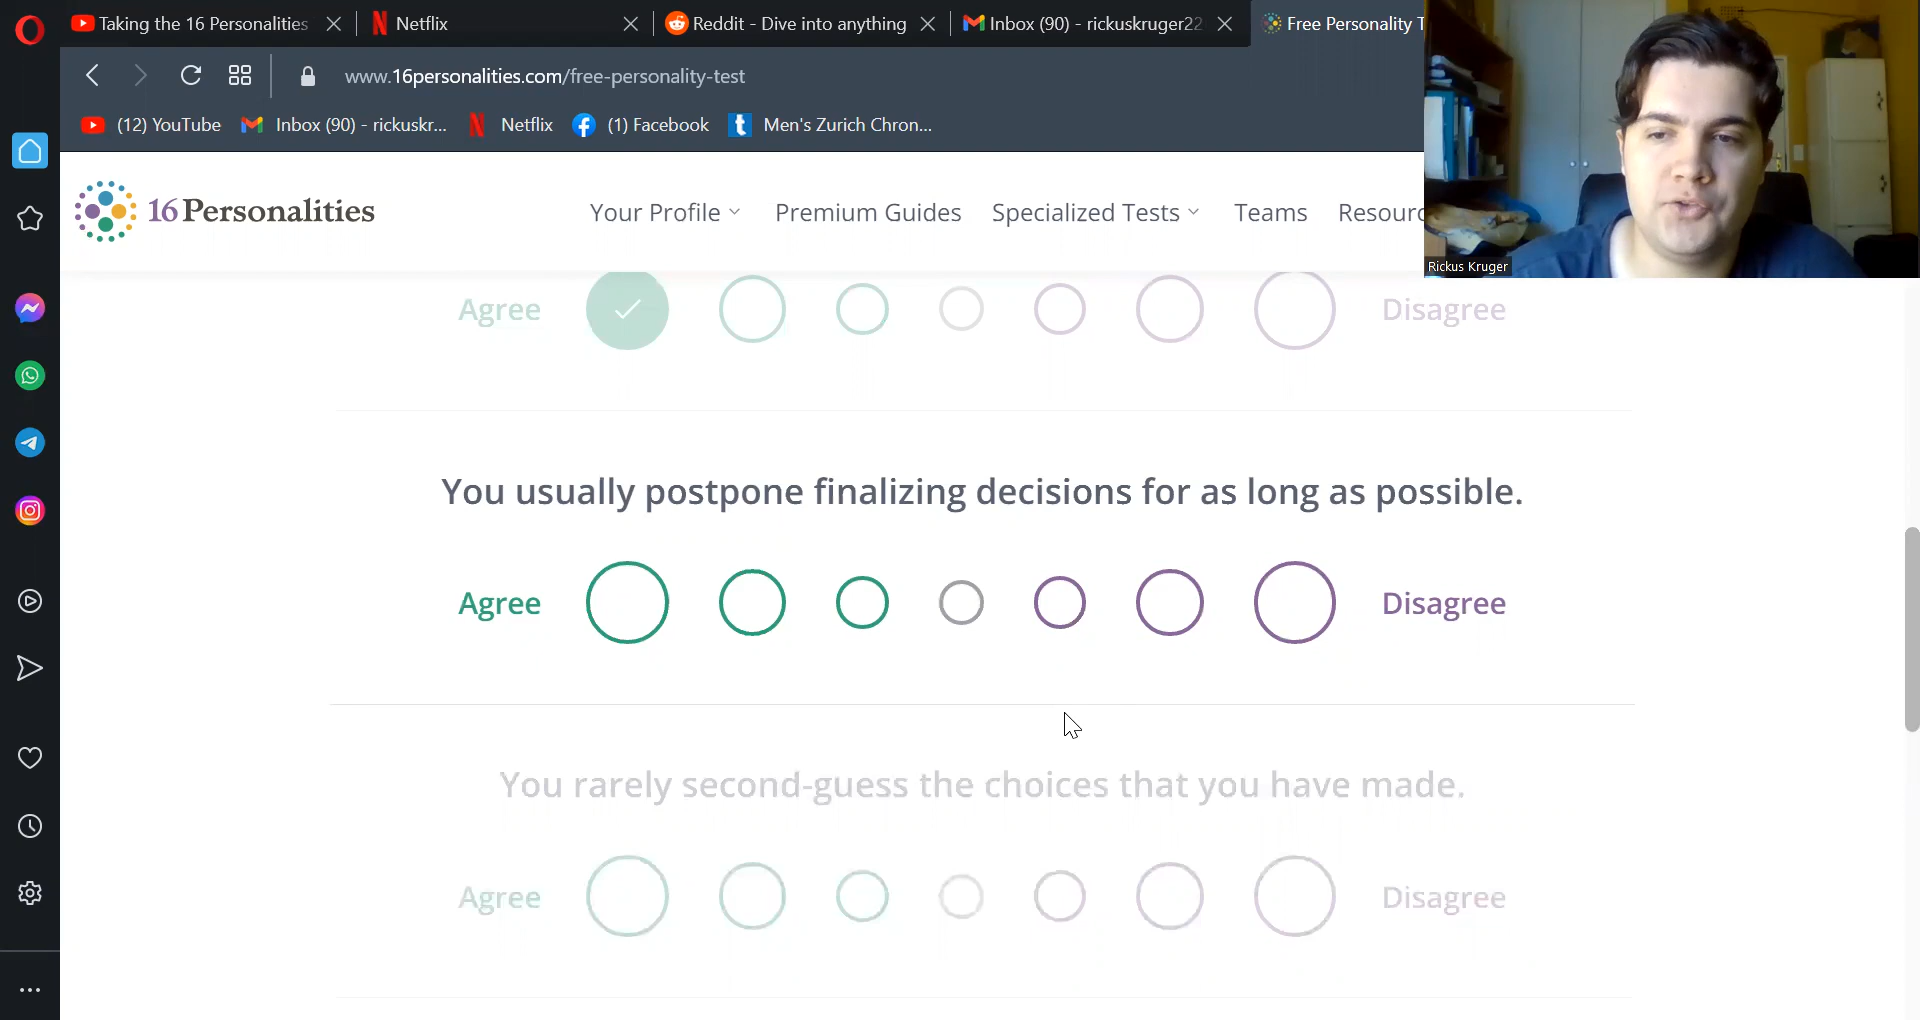 Taking the 16 Personalities
Netflix
Reddit - Dive into anything
Inbox (90) - rickuskruger22
Free Personality T
www.16personalities.com/free-personality-test
(12) YouTube
Inbox (90) - rickuskr...
Netflix
(1) Facebook
t
Men's Zurich Chron...
16Personalities
Your Profile
Premium Guides
Specialized Tests
Teams
Resourc
Rickus Kruger
Agree
Disagree
You usually postpone finalizing decisions for as long as possible.
Agree
Disagree
You rarely second-guess the choices that you have made.
Agree
Disagree